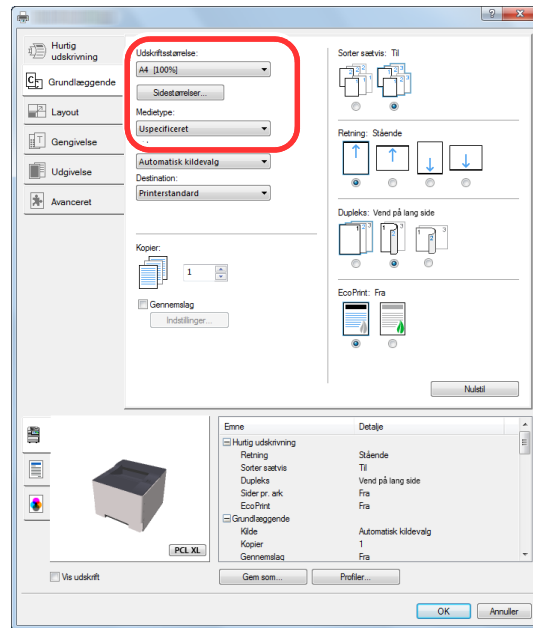 Hurtig
udskrivning
Grundlæggende
Layout
Gengivelse
Udgivelse
Avanceret
Udskriftsstørrelse:
A4 [100%]
Sidestørrelser...
Medietype:
Uspecificeret
Automatisk kildevalg
Destination:
Printerstandard
Kopier:
1
Gennemslag
Indstillinger...
Sorter sætvis: Til
Retning: Stående
Dupleks: Vend på lang side
EcoPrint: Fra
Nulstil
PCL XL
Vis udskrift
Emne Detalje
Hurtig udskrivning
Retning Stående
Sorter sætvis Til
Dupleks Vend på lang side
Sider pr. ark Fra
EcoPrint Fra
Grundlæggende
Kilde Automatisk kildevalg
Kopier 1
Gennemslag Fra
Gem som... Profiler...
OK Annuller